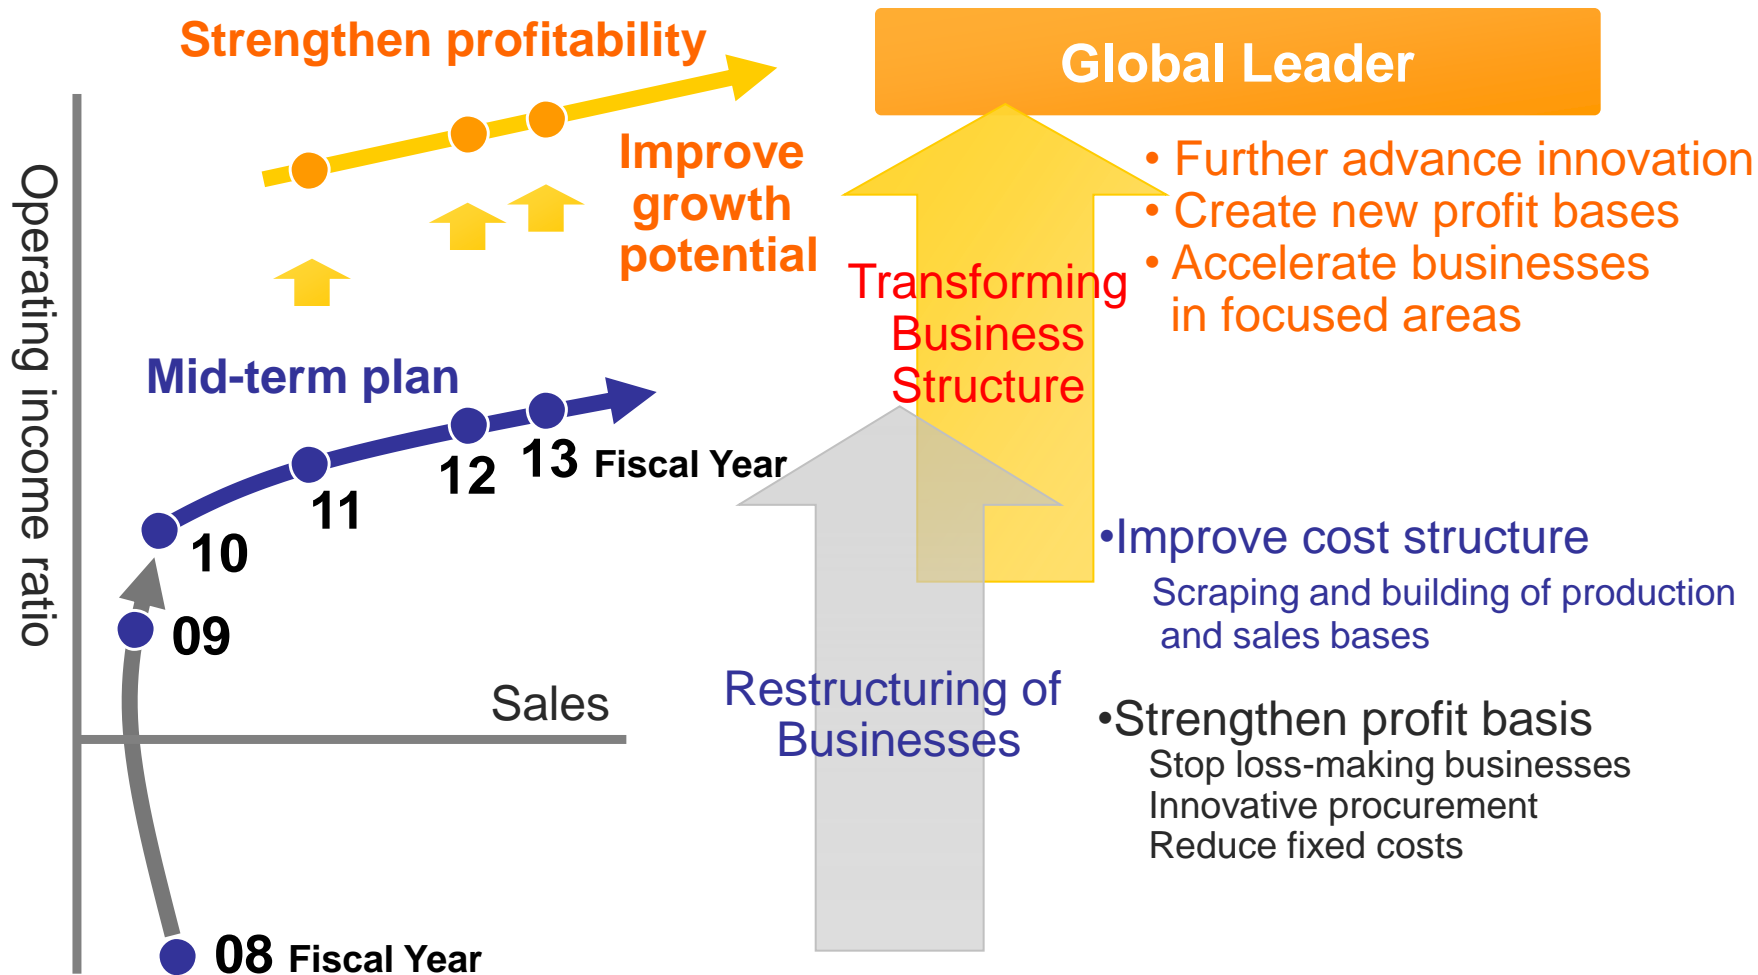 Strengthen profitability
Global Leader
Improve
growth
potential
• Further advance innovation
• Create new profit bases
• Accelerate businesses
in focused areas
Operating income ratio
Transforming
Business
Structure
Mid-term plan
13 Fiscal Year
12
11
10
09
Sales
08 Fiscal Year
Restructuring of
Businesses
•Improve cost structure
Scraping and building of production
and sales bases
•Strengthen profit basis
Stop loss-making businesses
Innovative procurement
Reduce fixed costs